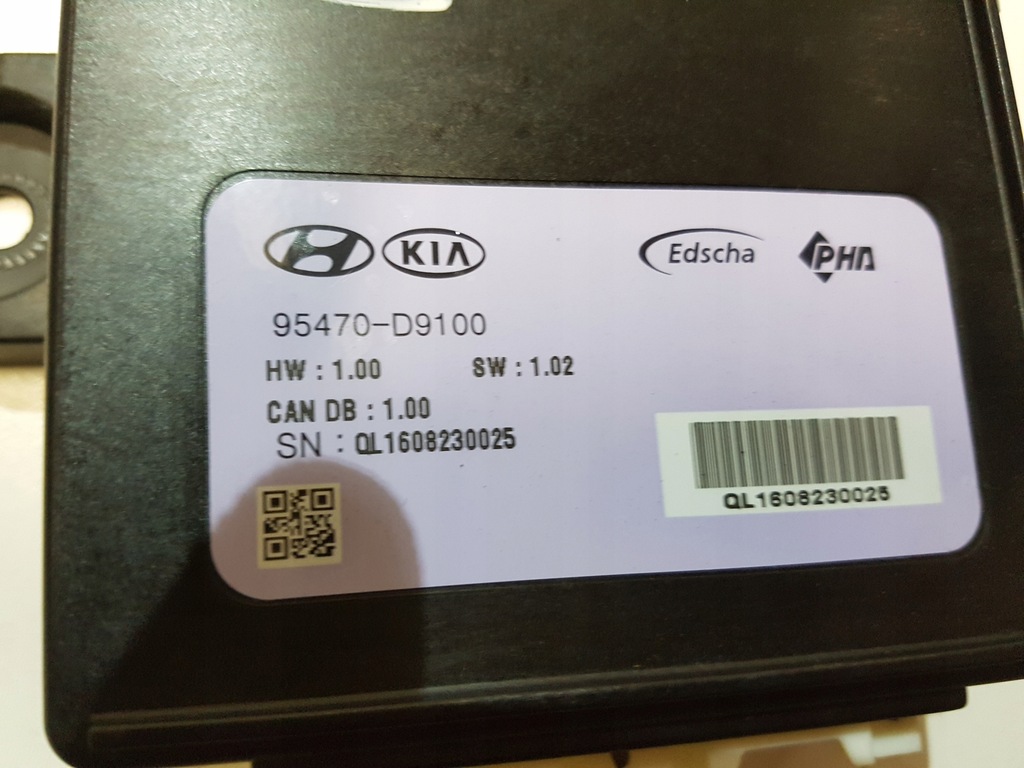 KIA Edscha PHA
95470-D9100
HW : 1.00 SW : 1.02
CAN DB : 1.00
SN : QL1608230025
QL1608230025